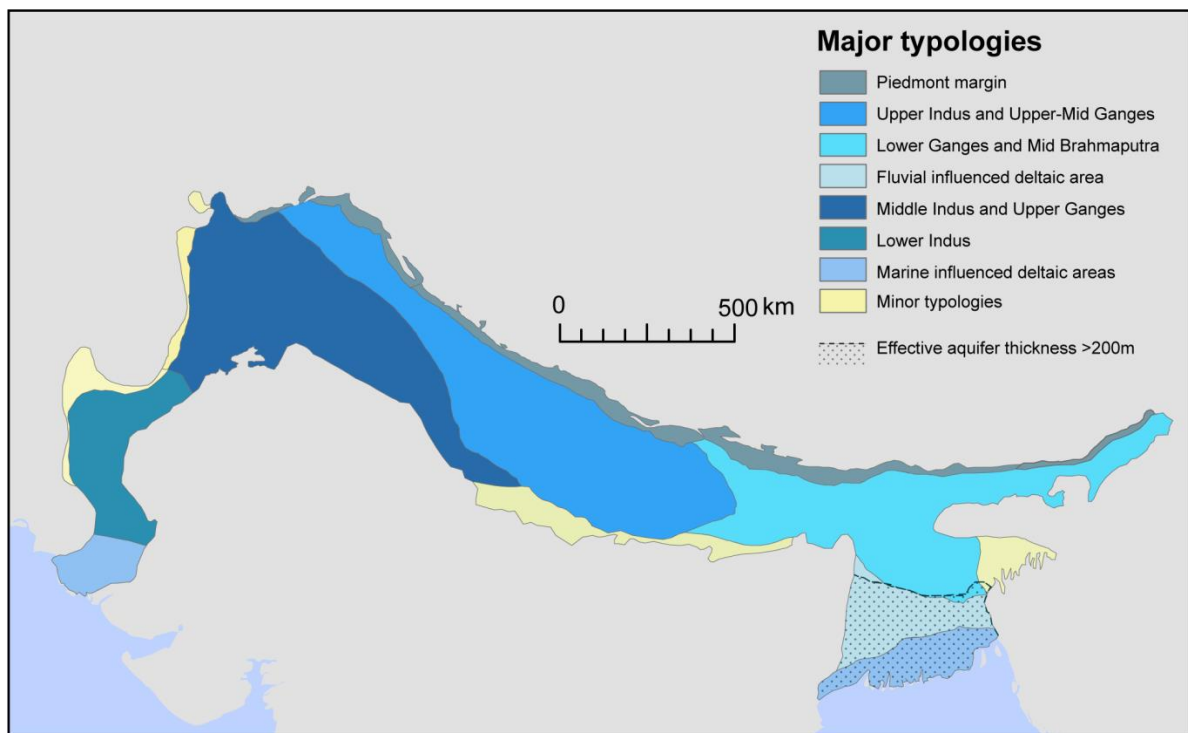 Major typologies
Piedmont margin
Upper Indus and Upper-Mid Ganges
Lower Ganges and Mid Brahmaputra
Fluvial influenced deltaic area
Middle Indus and Upper Ganges
Lower Indus
Marine influenced deltaic areas
Minor typologies
0 500 km
Effective aquifer thickness >200m